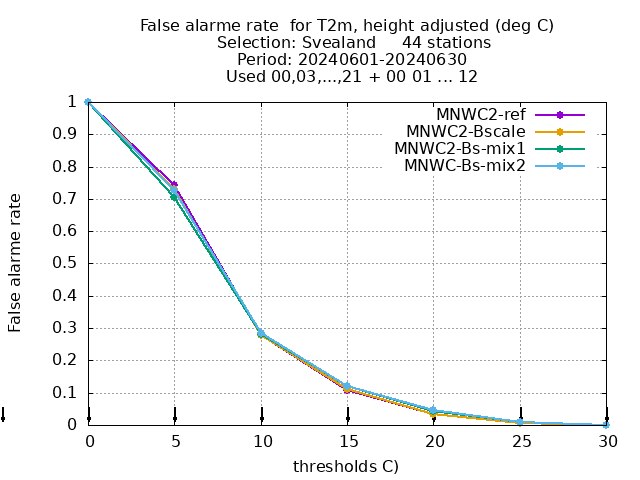 False alarme rate  for T2m, height adjusted (deg C)
Selection: Svealand     44 stations
Period: 20240601-20240630
Used 00,03,...,21 + 00 01 ... 12
MNWC2-ref
MNWC2-Bscale
MNWC2-Bs-mix1
MNWC-Bs-mix2
1
0.9
0.8
0.7
0.6
0.5
0.4
0.3
0.2
0.1
0
False alarme rate
0 5 10 15 20 25 30
thresholds C)